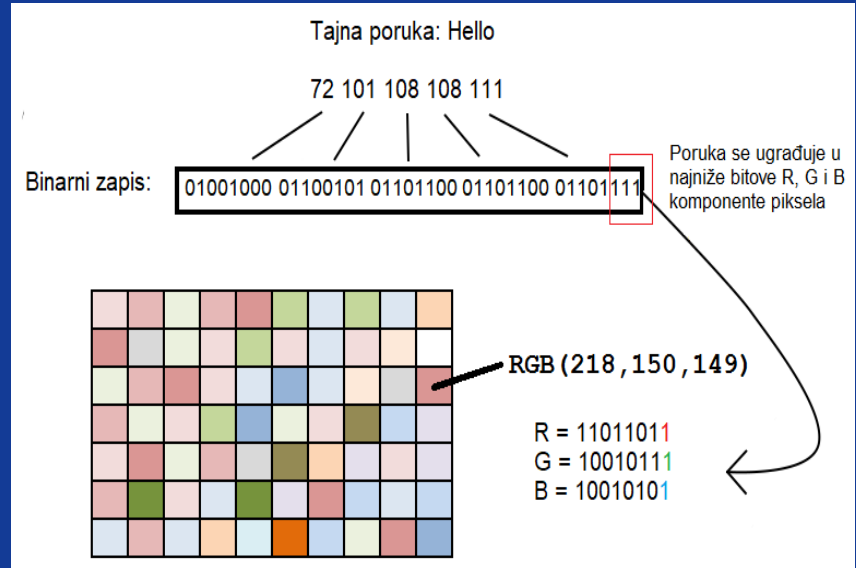 Tajna poruka: Hello
72 101 108 108 111
Binarni zapis:
01001000 01100101 01101100 01101100 01101111
Poruka se ugrađuje u
najniže bitove R, G i B
komponente piksela
RGB(218,150,149)
R = 11011011
G = 10010111
B = 10010101